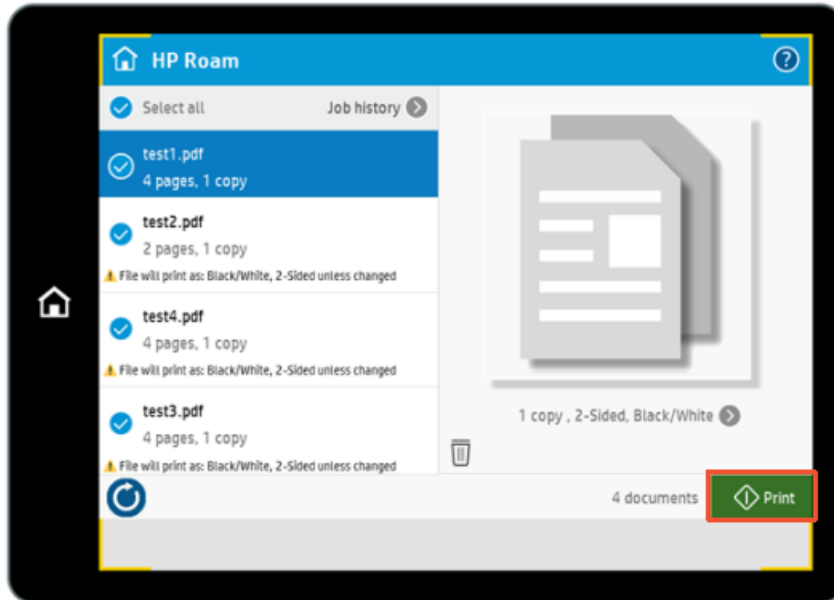 HP Roam
?
Select all
Job history
test1.pdf
4 pages, 1 copy
test2.pdf
2 pages, 1 copy
File will print as: Black/White, 2-Sided unless changed
test4.pdf
4 pages, 1 copy
File will print as: Black/White, 2-Sided unless changed
test3.pdf
4 pages, 1 copy
File will print as: Black/White, 2-Sided unless changed
1 copy , 2-Sided, Black/White
4 documents
Print